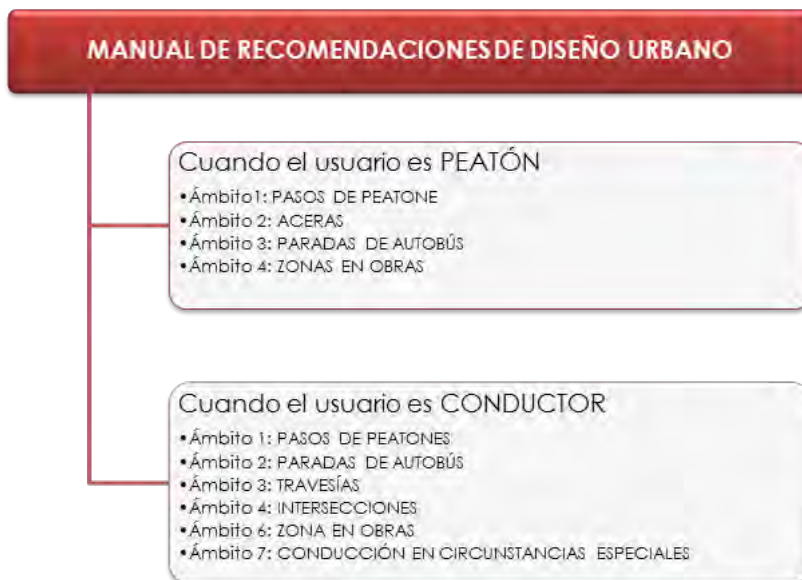 MANUAL DE RECOMENDACIONES DE DISEÑO URBANO
Cuando el usuario es PEATÓN
•Ámbito1: PASOS DE PEATONE
•Ámbito 2: ACERAS
•Ámbito 3: PARADAS DE AUTOBÚS
•Ámbito 4: ZONAS EN OBRAS
Cuando el usuario es CONDUCTOR
•Ámbito 1: PASOS DE PEATONES
•Ámbito 2: PARADAS DE AUTOBÚS
•Ámbito 3: TRAVESÍAS
•Ámbito 4: INTERSECCIONES
•Ámbito 6: ZONA EN OBRAS
•Ámbito 7: CONDUCCIÓN EN CIRCUNSTANCIAS ESPECIALES